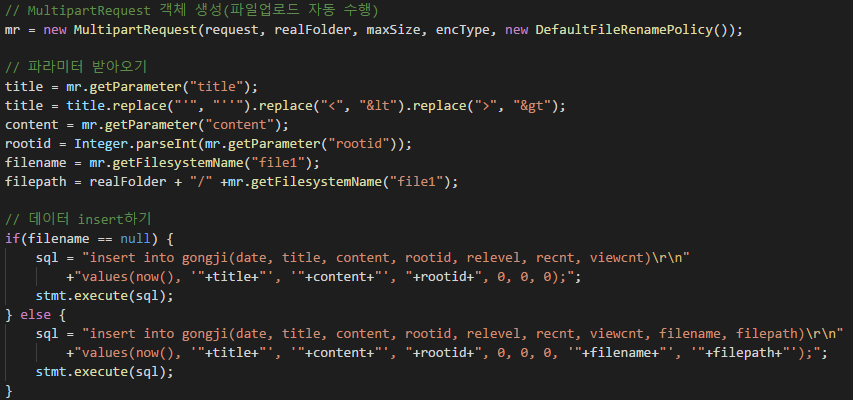 // MultipartRequest 객체 생성(파일업로드 자동 수행)
mr = new MultipartRequest(request, realFolder, maxSize, encType, new DefaultFileRenamePolicy());

// 파라미터 받아오기
title = mr.getParameter("title");
title = title.replace("'", "''").replace("<", "&lt").replace(">", "&gt");
content = mr.getParameter("content");
rootid = Integer.parseInt(mr.getParameter("rootid"));
filename = mr.getFilesystemName("file1");
filepath = realFolder + "/" +mr.getFilesystemName("file1");

// 데이터 insert하기
if(filename == null) {
    sql = "insert into gongji(date, title, content, rootid, relevel, recnt, viewcnt)\r\n"
        +"values(now(), '"+title+"', '"+content+"', "+rootid+", 0, 0, 0);";
    stmt.execute(sql);
} else {
    sql = "insert into gongji(date, title, content, rootid, relevel, recnt, viewcnt, filename, filepath)\r\n"
        +"values(now(), '"+title+"', '"+content+"', "+rootid+", 0, 0, 0, '"+filename+"', '"+filepath+"');";
    stmt.execute(sql);
}